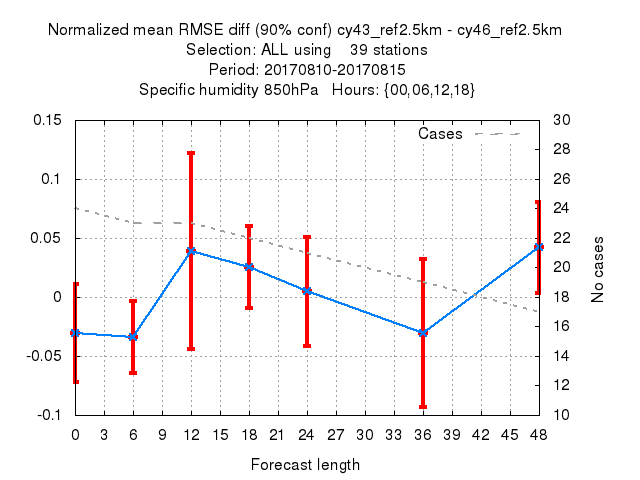 Normalized mean RMSE diff (90% conf) cy43_ref2.5km - cy46_ref2.5km
Selection: ALL using 39 stations
Period: 20170810-20170815
Specific humidity 850hPa Hours: {00,06,12,18}
Cases
0.15
0.1
0.05
0
-0.05
-0.1
30
28
26
24
22
20
18
16
14
12
10
No cases
0 3 6 9 12 15 18 21 24 27 30 33 36 39 42 45 48
Forecast length